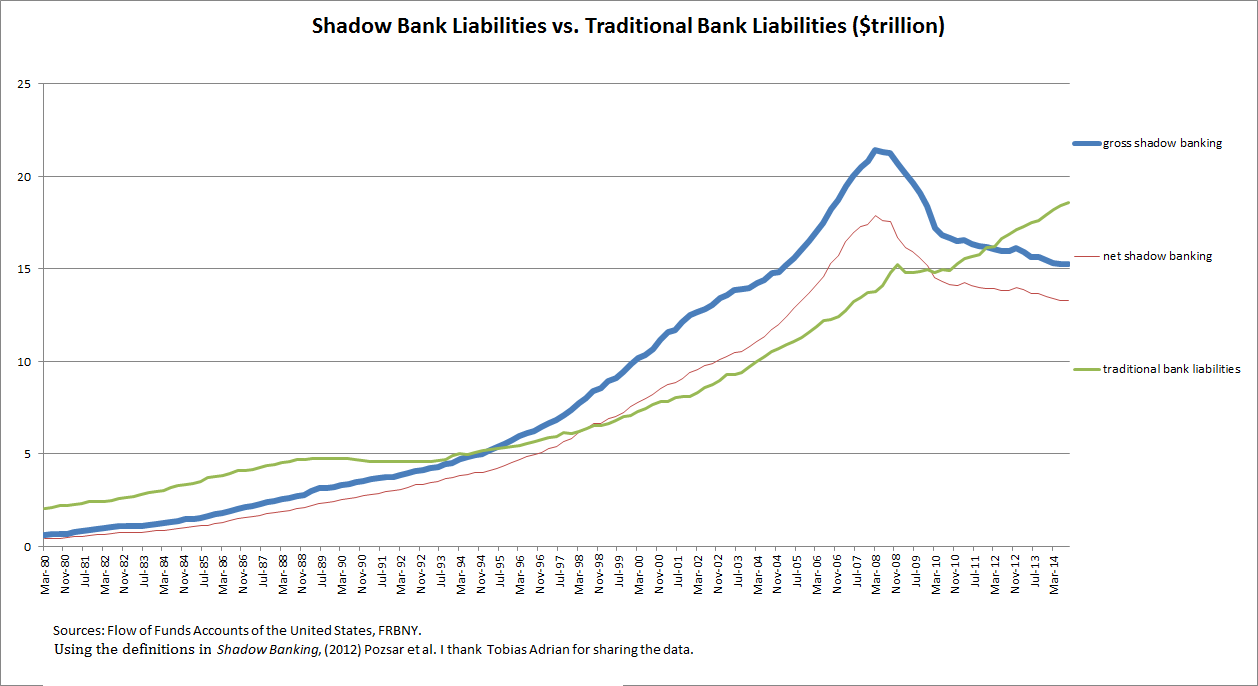 Shadow Bank Liabilities vs. Traditional Bank Liabilities ($trillion)
25
20
15
10
5
0
gross shadow banking
net shadow banking
traditional bank liabilities
Mar-80
Nov-80
Jul-81
Mar-82
Nov-82
Jul-83
Mar-84
Nov-84
Jul-85
Mar-86
Nov-86
Jul-87
Mar-88
Nov-88
Jul-89
Mar-90
Nov-90
Jul-91
Mar-92
Nov-92
Jul-93
Mar-94
Nov-94
Jul-95
Mar-96
Nov-96
Jul-97
Mar-98
Nov-98
Jul-99
Mar-00
Nov-00
Jul-01
Mar-02
Nov-02
Jul-03
Mar-04
Nov-04
Jul-05
Mar-06
Nov-06
Jul-07
Mar-08
Nov-08
Jul-09
Mar-10
Nov-10
Jul-11
Mar-12
Nov-12
Jul-13
Mar-14
Sources: Flow of Funds Accounts of the United States, FRBNY.
Using the definitions in Shadow Banking, (2012) Pozsar et al. I thank Tobias Adrian for sharing the data.